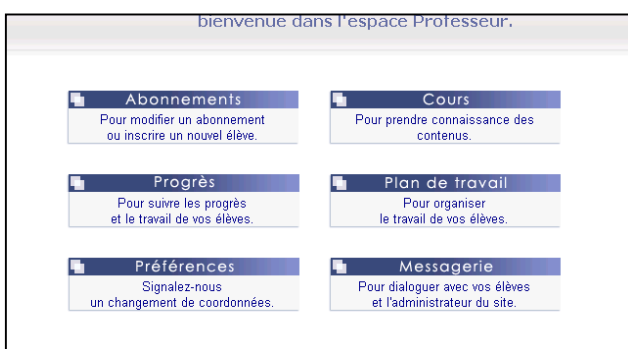 bienvenue dans l'espace Professeur.
Abonnements
Pour modifier un abonnement
ou inscrire un nouvel élève.
Cours
Pour prendre connaissance des
contenus.
Progrès
Pour suivre les progrès
et le travail de vos élèves.
Plan de travail
Pour organiser
le travail de vos élèves.
Préférences
Signalez-nous
un changement de coordonnées.
Messagerie
Pour dialoguer avec vos élèves
et l'administrateur du site.